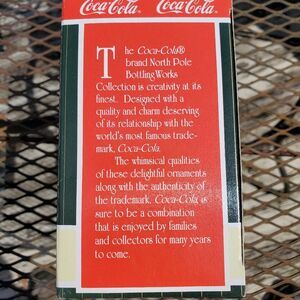 Coca-Cola® Coca-Cola®
The Coca-Cola®
brand North Pole
Bottling Works
Collection is creativity at its
finest. Designed with a
quality and charm deserving
of its relationship with the
world's most famous trade-
mark, Coca-Cola.
The whimsical qualities
of these delightful ornaments
along with the authenticity of
the trademark, Coca-Cola, is
sure to be a combination
that is enjoyed by families
and collectors for many years
to come.